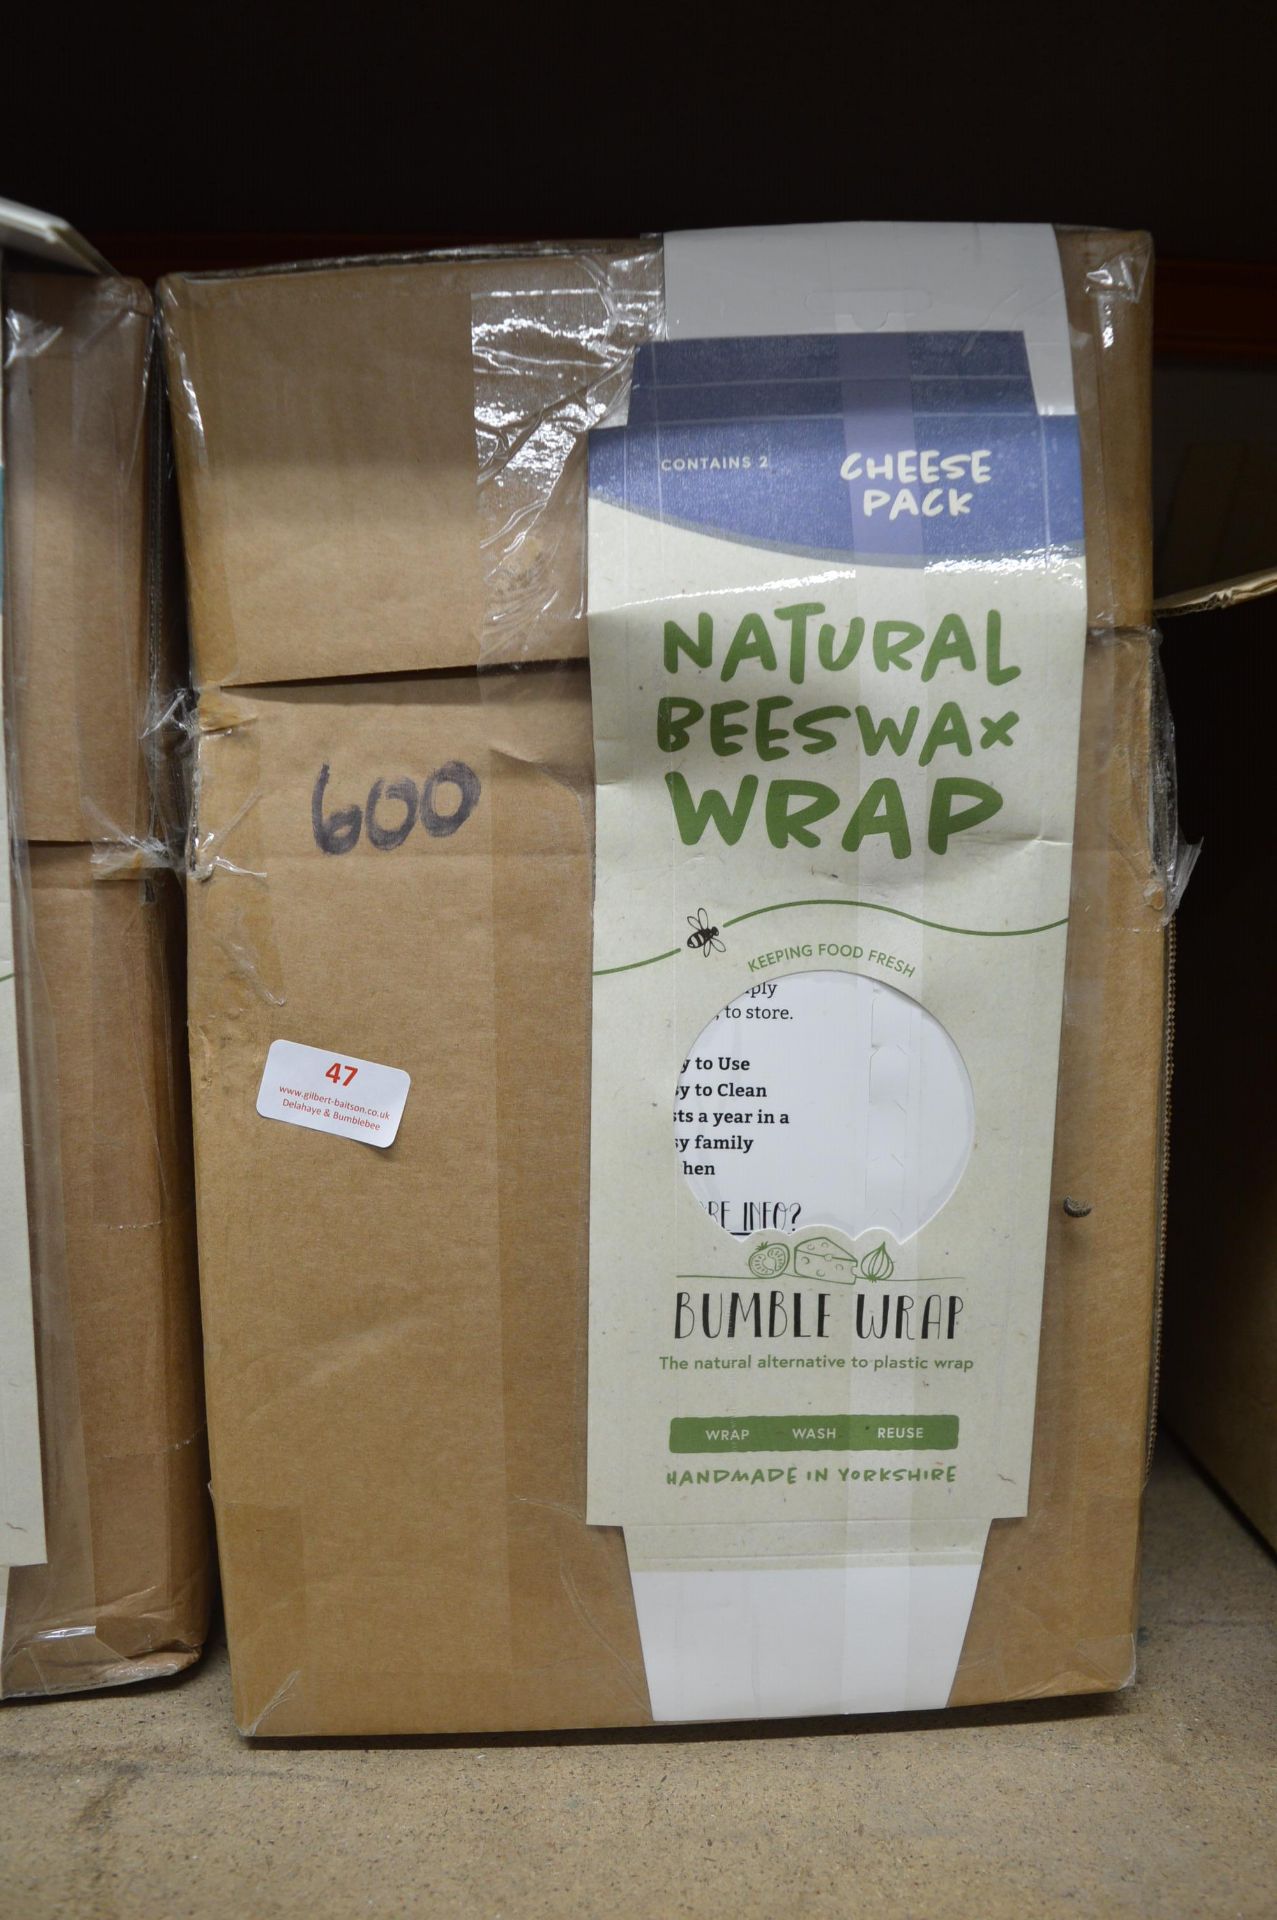 CONTAINS 2
CHEESE
PACK
NATURAL
BEESWAX
WRAP
600
KEEPING FOOD FRESH
to store.
to Use
to Clean
a year in a
family
INFO?
47
www.gilbert-baitson.co.uk
Delahaye & Bumblebee
BUMBLE WRAP
The natural alternative to plastic wrap
WRAP WASH REUSE
HANDMADE IN YORKSHIRE